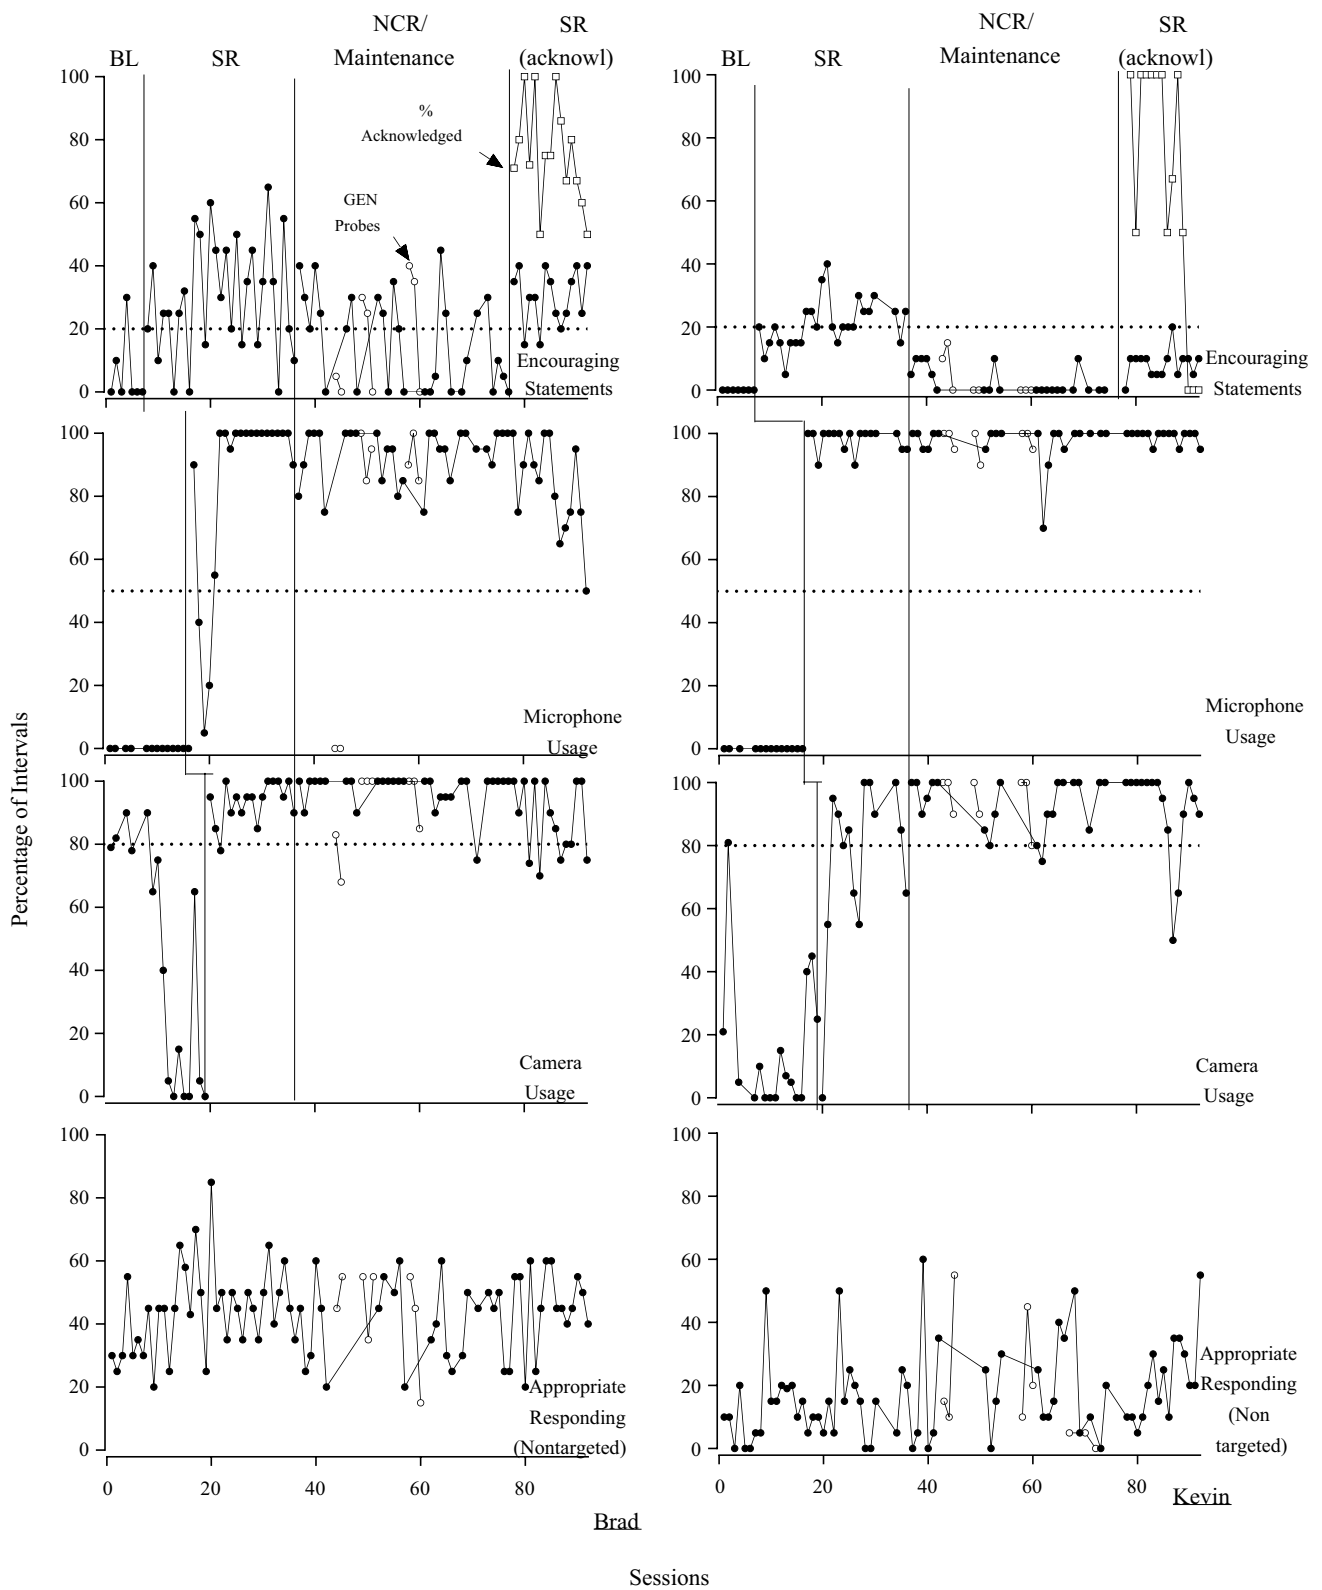 NCR/
Maintenance
SR
(acknowl)
BL
SR
NCR/
Maintenance
SR
(acknowl)
BL
SR
100
80
60
40
20
0
%
Acknowledged
GEN
Probes
Encouraging
Statements
100
80
60
40
20
0
Encouraging
Statements
100
80
60
40
20
0
Microphone
Usage
100
80
60
40
20
0
Microphone
Usage
Percentage of Intervals
100
80
60
40
20
0
Camera
Usage
100
80
60
40
20
0
Camera
Usage
100
80
60
40
20
0
Appropriate
Responding
(Nontargeted)
0 20 40 60 80
Brad
100
80
60
40
20
0
Appropriate
Responding
(Non
targeted)
0 20 40 60 80
Kevin
Sessions